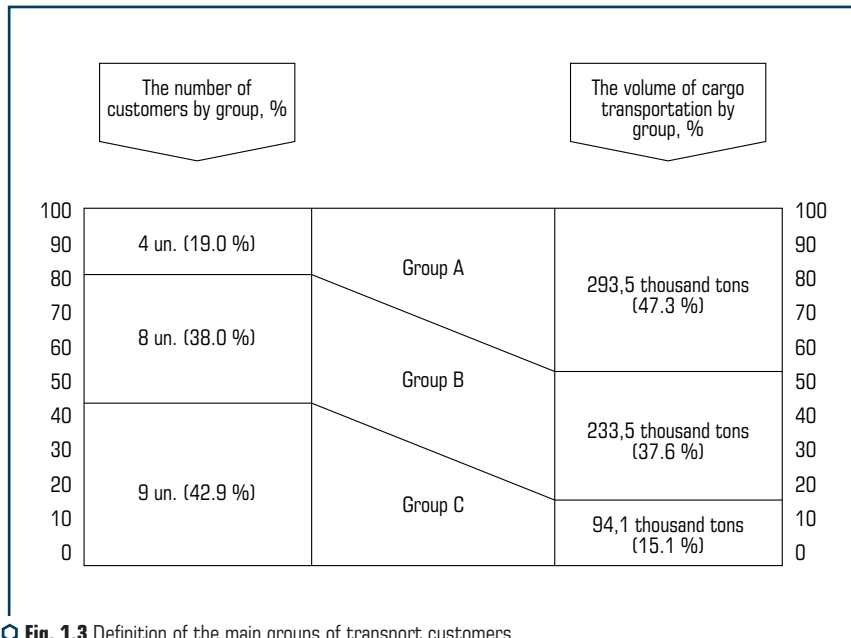 The number of
customers by group, %
The volume of cargo
transportation by
group, %
100
90
80
70
60
50
40
30
20
10
0
4 un. (19.0 %)
8 un. (38.0 %)
9 un. (42.9 %)
Group A
Group B
Group C
293,5 thousand tons
(47.3 %)
233,5 thousand tons
(37.6 %)
94,1 thousand tons
(15.1 %)
100
90
80
70
60
50
40
30
20
10
0
Fig. 1.3 Definition of the main groups of transport customers